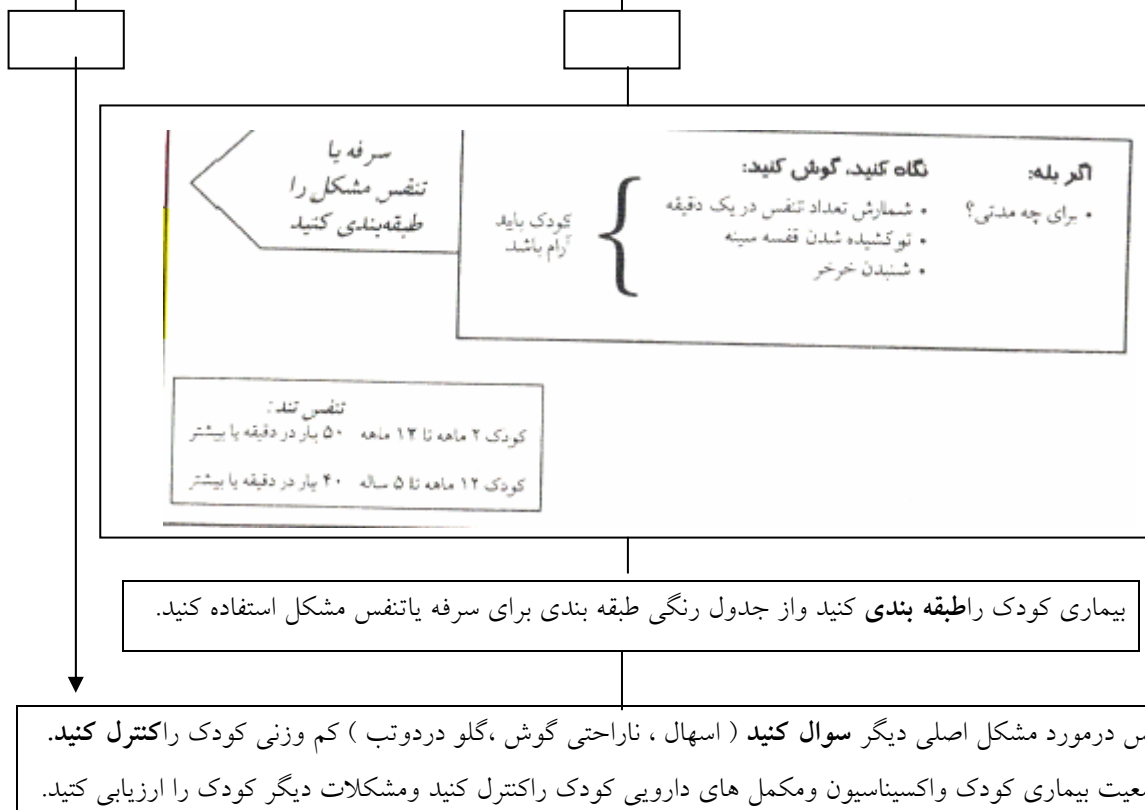 اگر بله:
• برای چه مدتی؟
نگاه کنید، گوش کنید:
• شمارش تعداد تنفس در یک دقیقه
• تو کشیده شدن قفسه سینه
• شنیدن خرخر
کودک باید
آرام باشد
سرفه یا
تنفس مشکل را
طبقه‌بندی کنید
تنفس تند:
کودک ۲ ماهه تا ۱۲ ماهه ۵۰ بار در دقیقه یا بیشتر
کودک ۱۲ ماهه تا ۵ ساله ۴۰ بار در دقیقه یا بیشتر
بیماری کودک راطبقه بندی کنید واز جدول رنگی طبقه بندی برای سرفه یاتنفس مشکل استفاده کنید.
درمورد مشکل اصلی دیگر سوال کنید ( اسهال ، ناراحتی گوش ،گلو دردوتب ) کم وزنی کودک راکنترل کنید.
بیماری کودک واکسیناسیون ومکمل های دارویی کودک راکنترل کنید ومشکلات دیگر کودک را ارزیابی کتید.